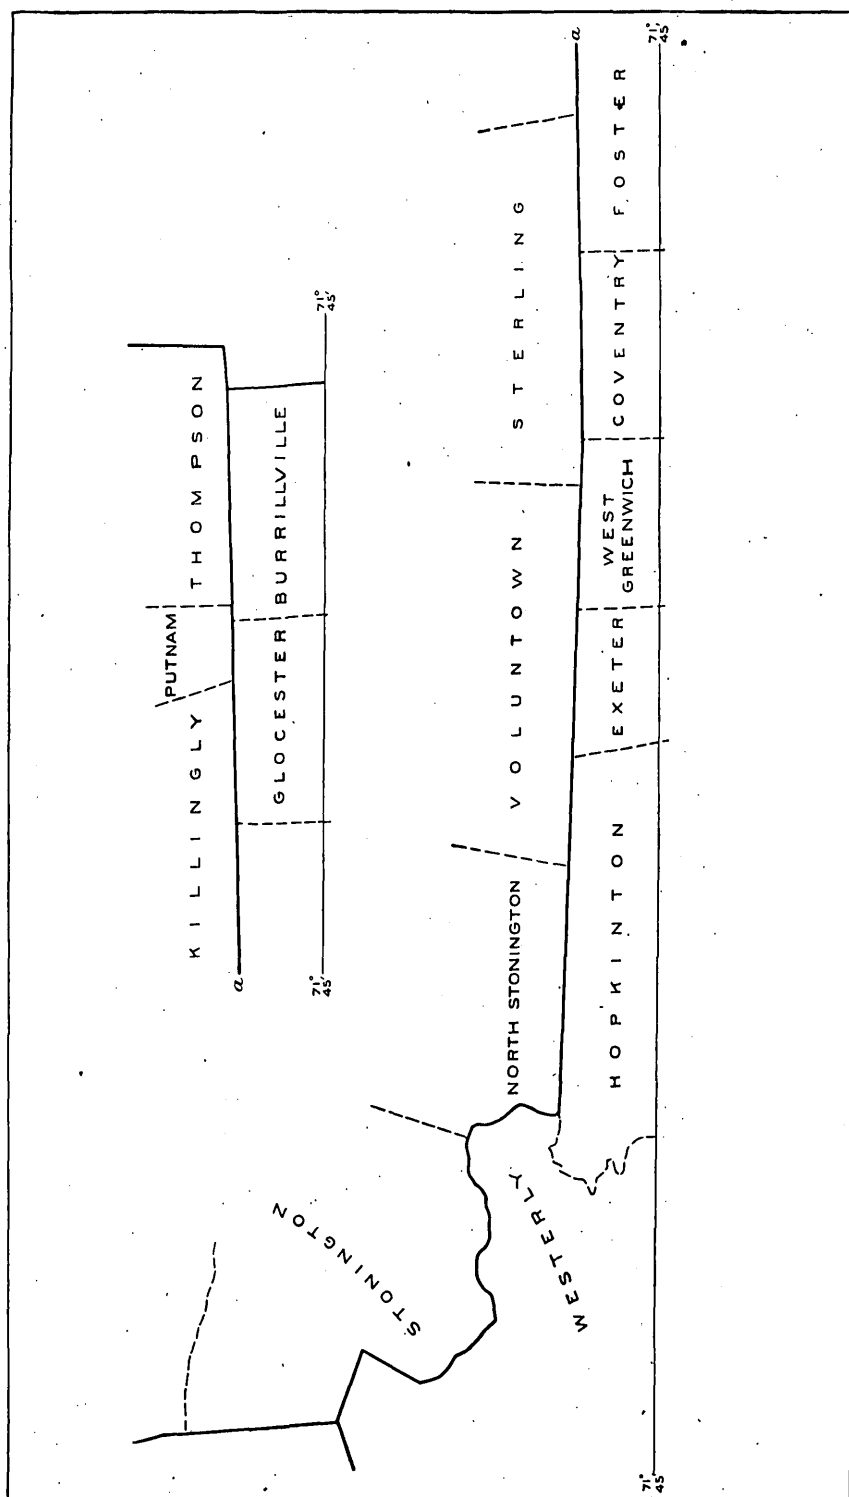 a
71°
45'
FOSTER
STERLING
COVENTRY
71°
45'
THOMPSON
BURRILLVILLE
WEST
GREENWICH
VOLUNTOWN
PUTNAM
GLOCESTER
EXETER
KILLINGLY
HOPKINTON
NORTH STONINGTON
a
71°
45'
STONINGTON
WESTERLY
71°
45'